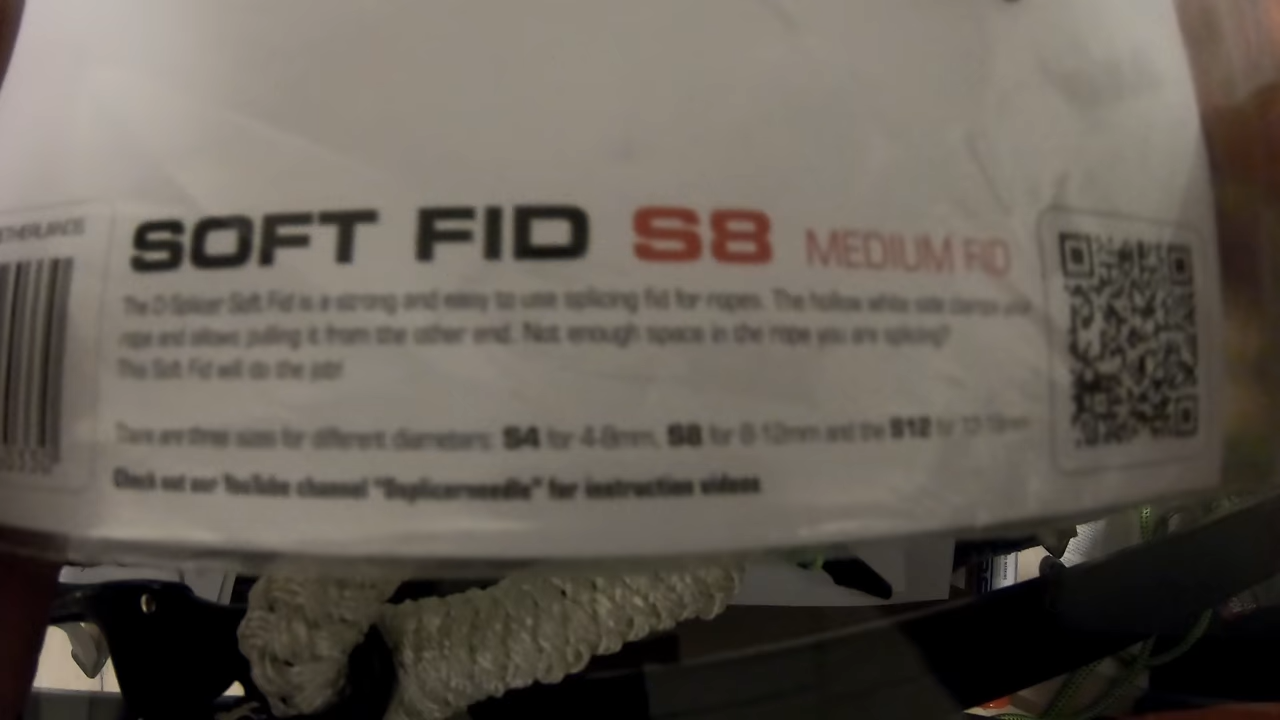 SOFT FID S8 MEDIUM FID
The D-Splicer Soft Fid is a strong and easy to use splicing fid for ropes. The hollow white side clamps your
rope and allows pulling it from the other end. Not enough space in the rope you are splicing?
This Soft Fid will do the job!
There are three sizes for different diameters: S4 for 4-8mm, S8 for 8-12mm and the S12 for
Check out our YouTube channel "Dsplicerneedle" for instruction videos